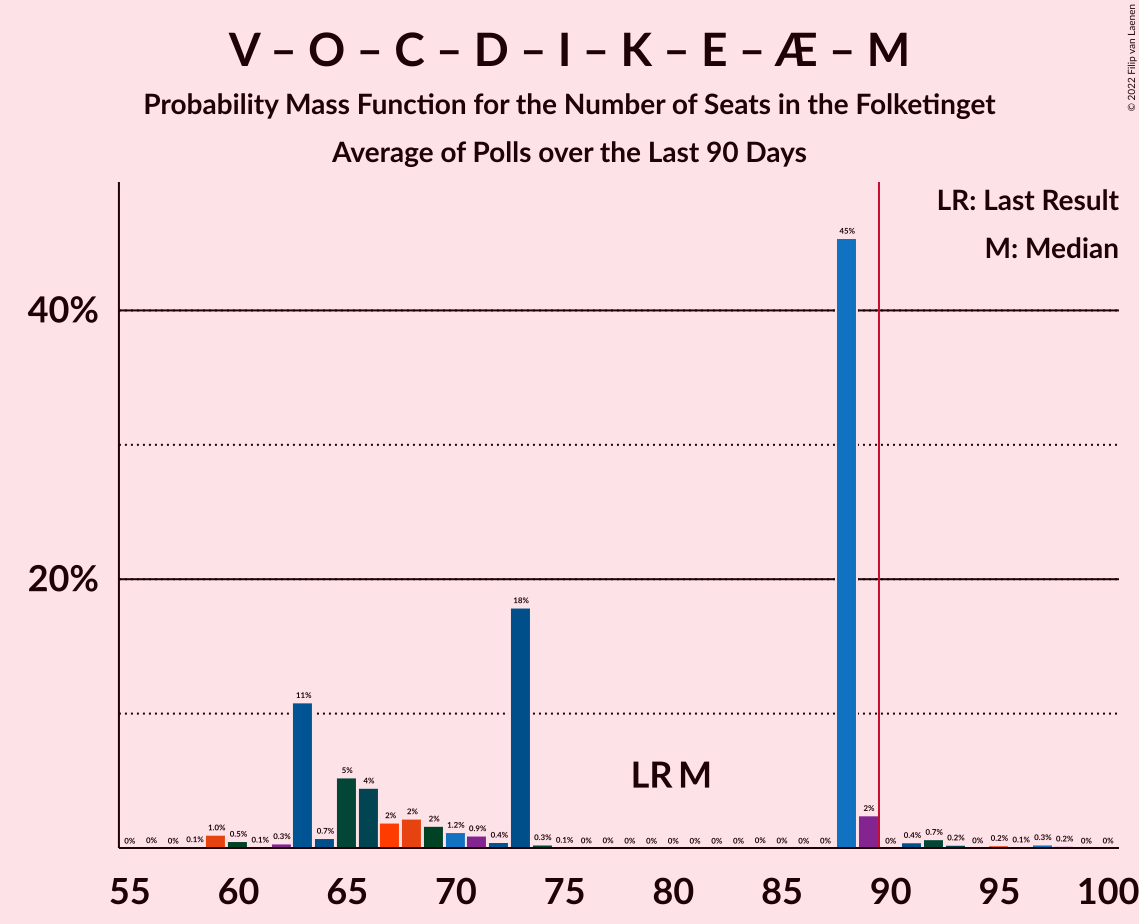 V – O – C – D – I – K – E – Æ – M
Probability Mass Function for the Number of Seats in the Folketinget
Average of Polls over the Last 90 Days
© 2022 Filip van Laenen
LR: Last Result
M: Median
40%
20%
0% 0% 0% 0.1% 1.0% 0.5% 0.1% 0.3% 11% 0.7% 5% 4% 2% 2% 2% 1.2% 0.9% 0.4% 18% 0.3% 0.1% 0% 0% 0% 0% 0% 0% 0% 0% 0% 0% 0% 0% 45% 2% 0% 0.4% 0.7% 0.2% 0% 0.2% 0.1% 0.3% 0.2% 0% 0%
LR M
55 60 65 70 75 80 85 90 95 100